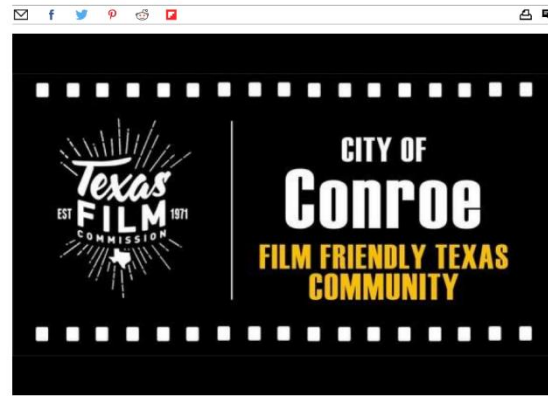 Texas
EST FILM 1971
COMMISSION
CITY OF
Conroe
FILM FRIENDLY TEXAS
COMMUNITY